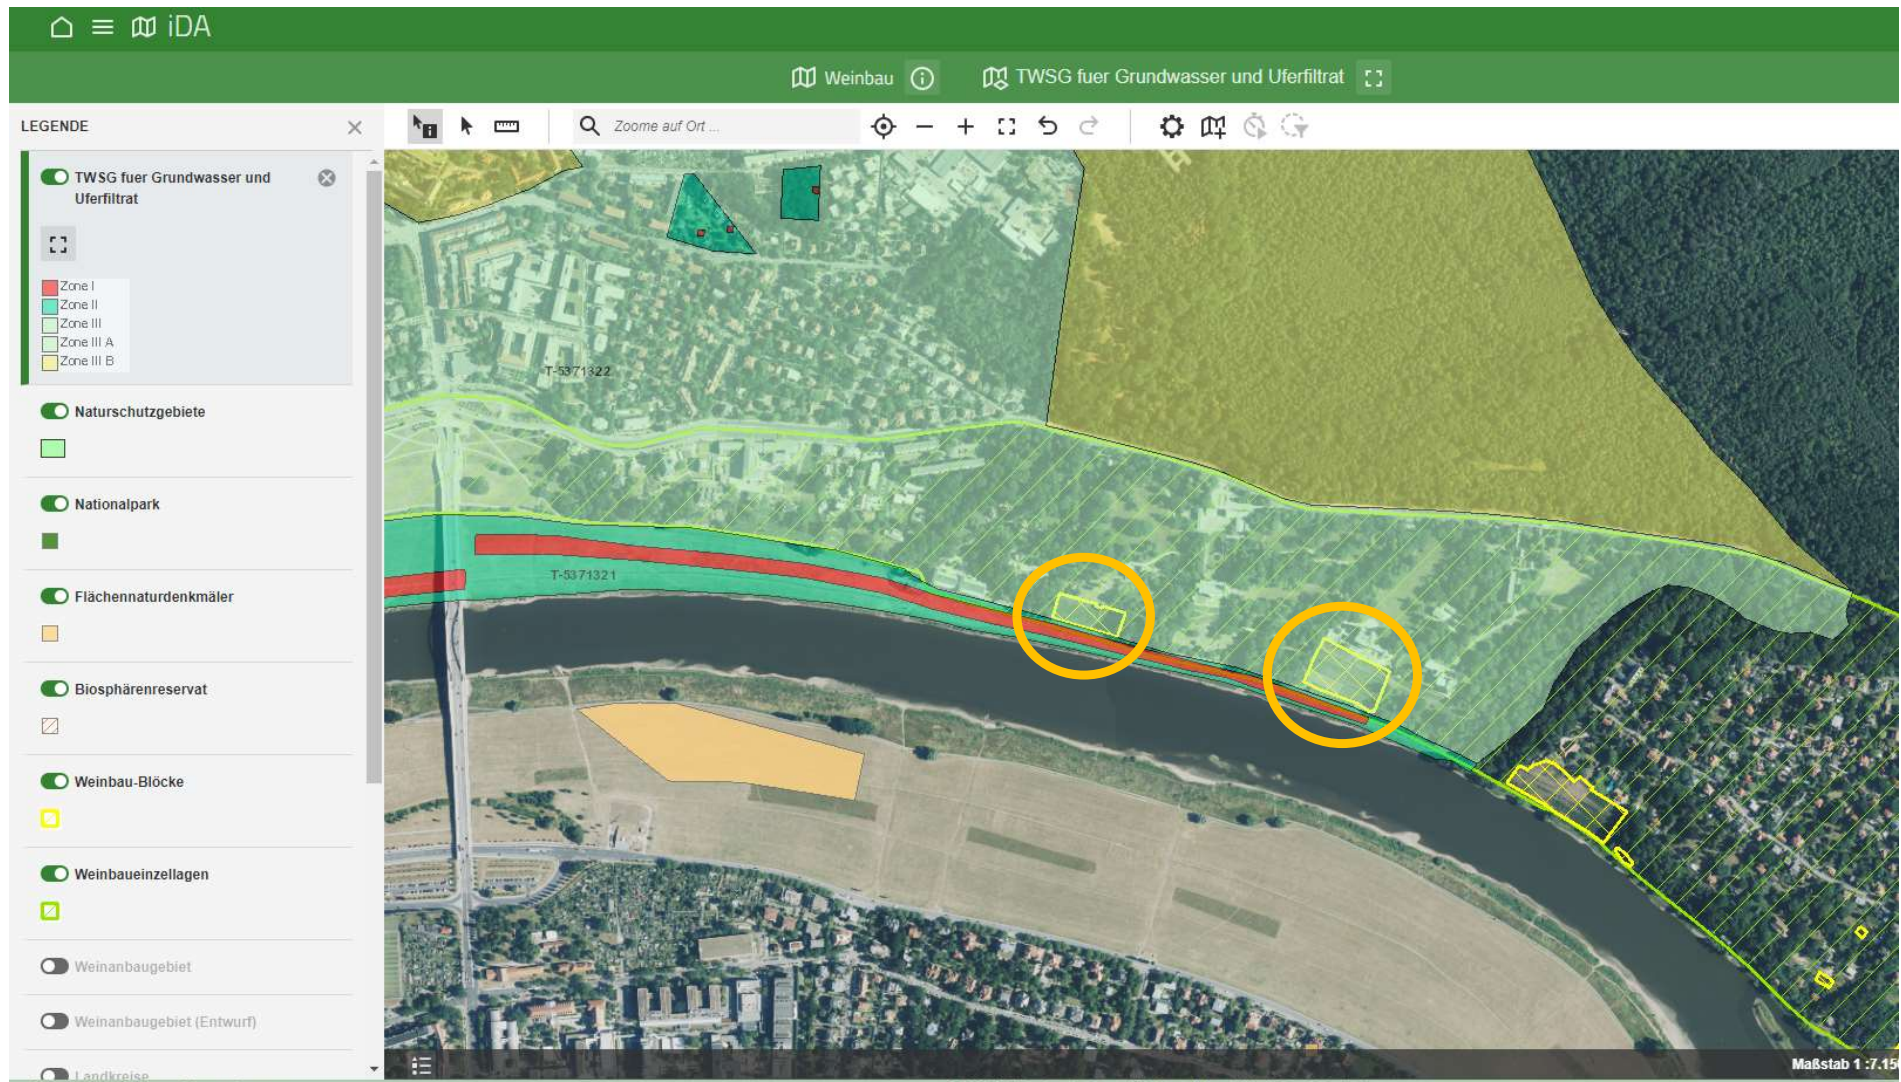 iDA
Weinbau
TWSG fuer Grundwasser und Uferfiltrat
LEGENDE
Zoome auf Ort ...
TWSG fuer Grundwasser und
Uferfiltrat
Zone I
Zone II
Zone III
Zone III A
Zone III B
Naturschutzgebiete
Nationalpark
Flächennaturdenkmäler
Biosphärenreservat
Weinbau-Blöcke
Weinbaueinzellagen
Weinanbaugebiet
Weinanbaugebiet (Entwurf)
Landkreise
T-5371322
T-5371321
Maßstab 1 :7.15